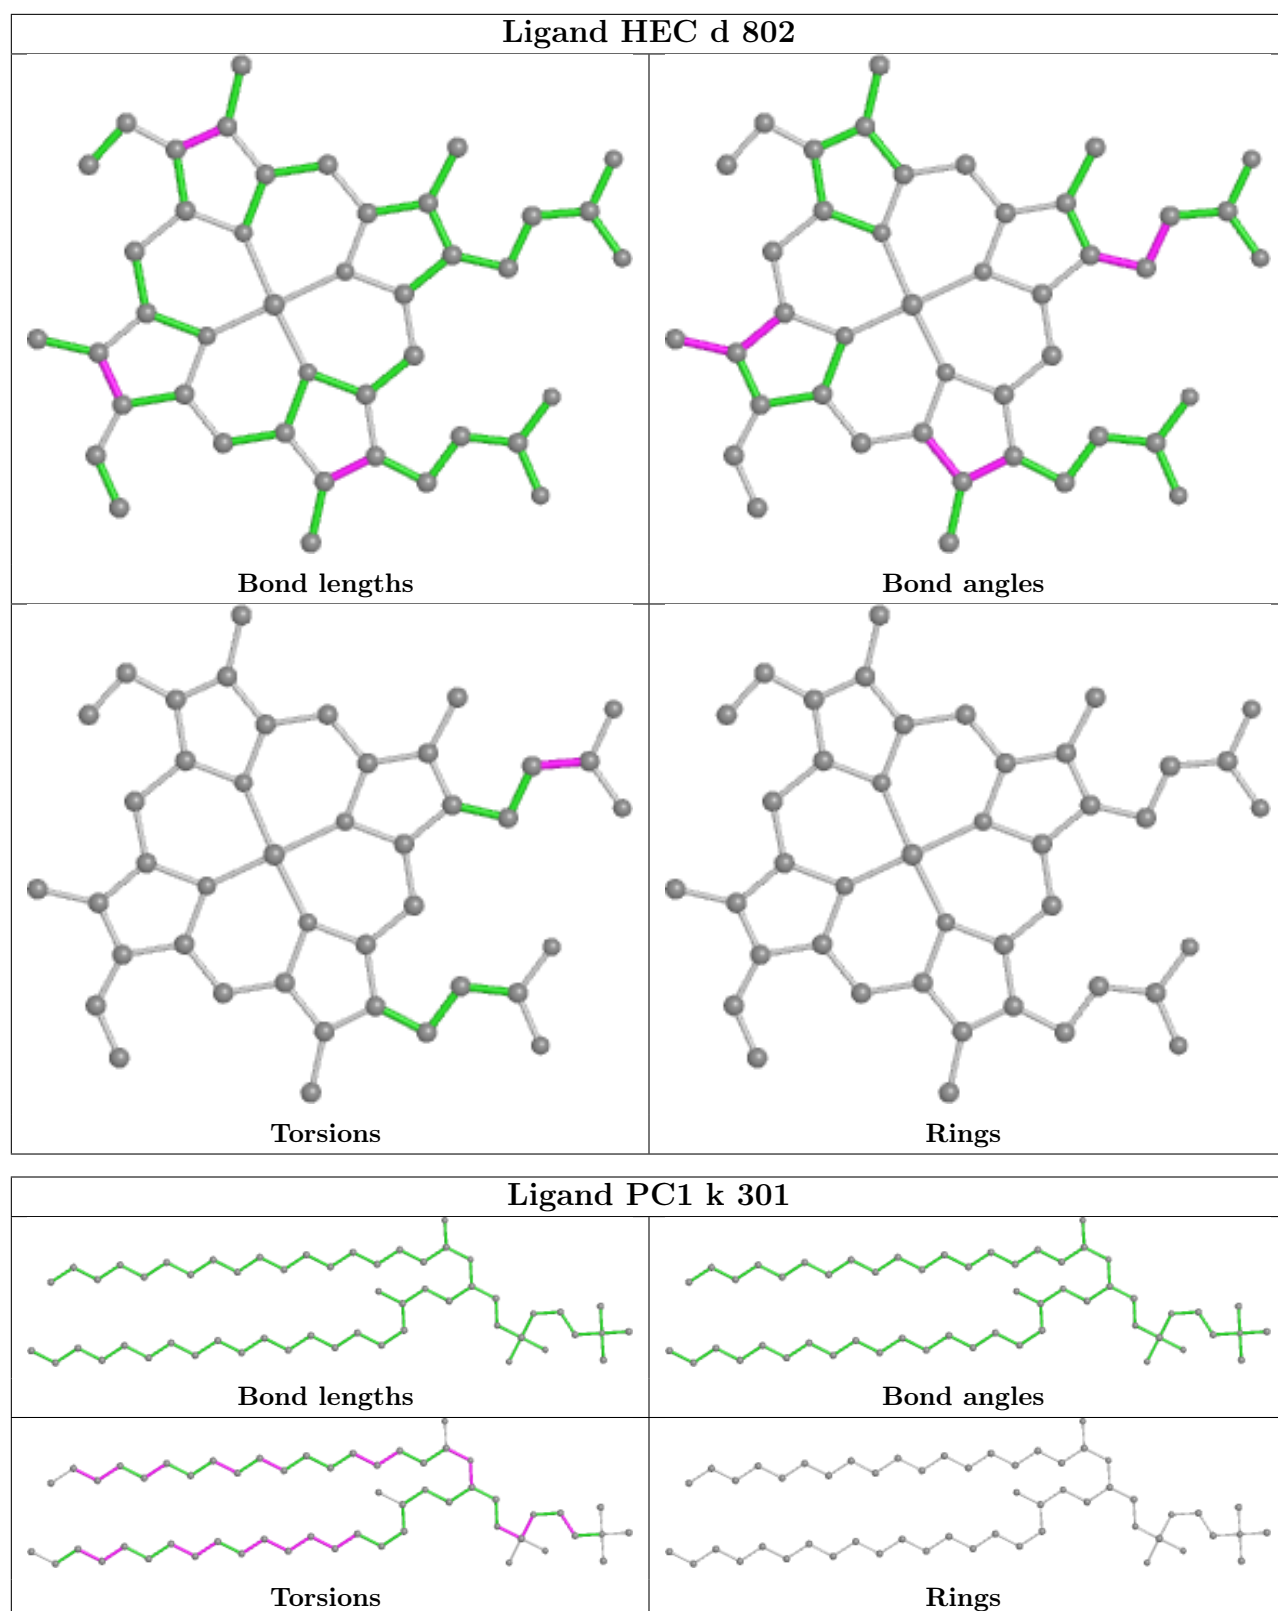 Ligand HEC d 802
Bond lengths
Bond angles
Torsions
Rings
Ligand PC1 k 301
Bond lengths
Bond angles
Torsions
Rings